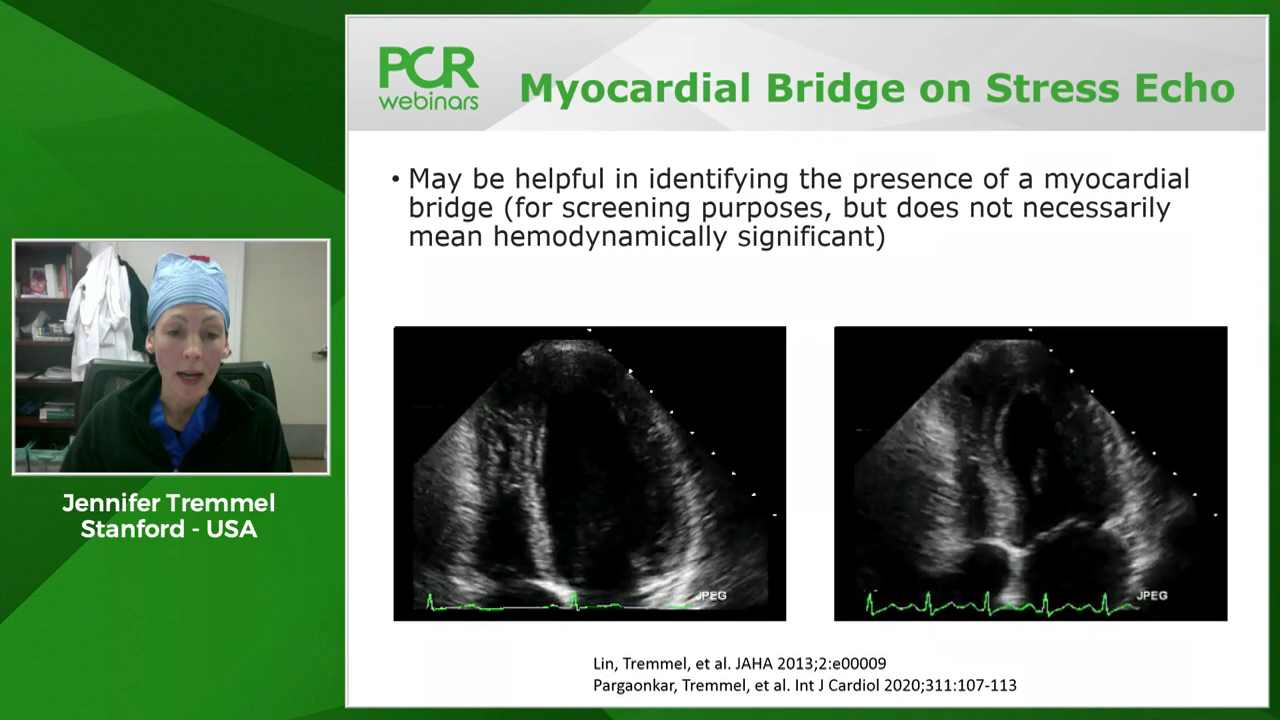 PCR
webinars
Myocardial Bridge on Stress Echo
• May be helpful in identifying the presence of a myocardial
bridge (for screening purposes, but does not necessarily
mean hemodynamically significant)
JPEG
JPEG
Jennifer Tremmel
Stanford - USA
Lin, Tremmel, et al. JAHA 2013;2:e00009
Pargaonkar, Tremmel, et al. Int J Cardiol 2020;311:107-113